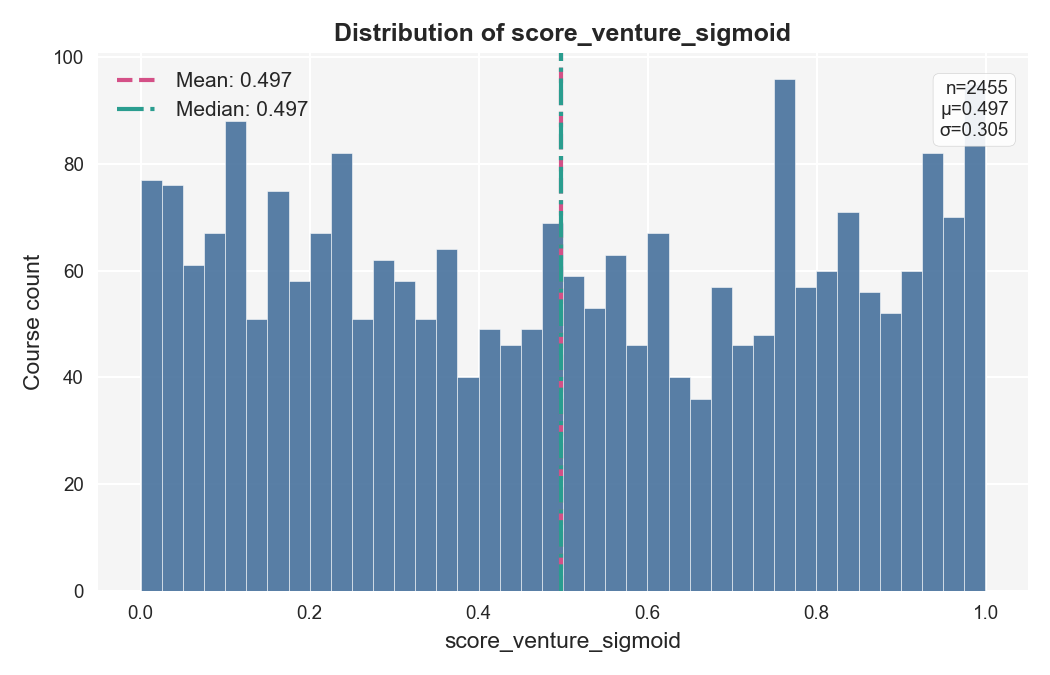 Distribution of score_venture_sigmoid
Mean: 0.497
Median: 0.497
n=2455
μ=0.497
σ=0.305
100
80
60
40
20
0
Course count
0.0 0.2 0.4 0.6 0.8 1.0
score_venture_sigmoid